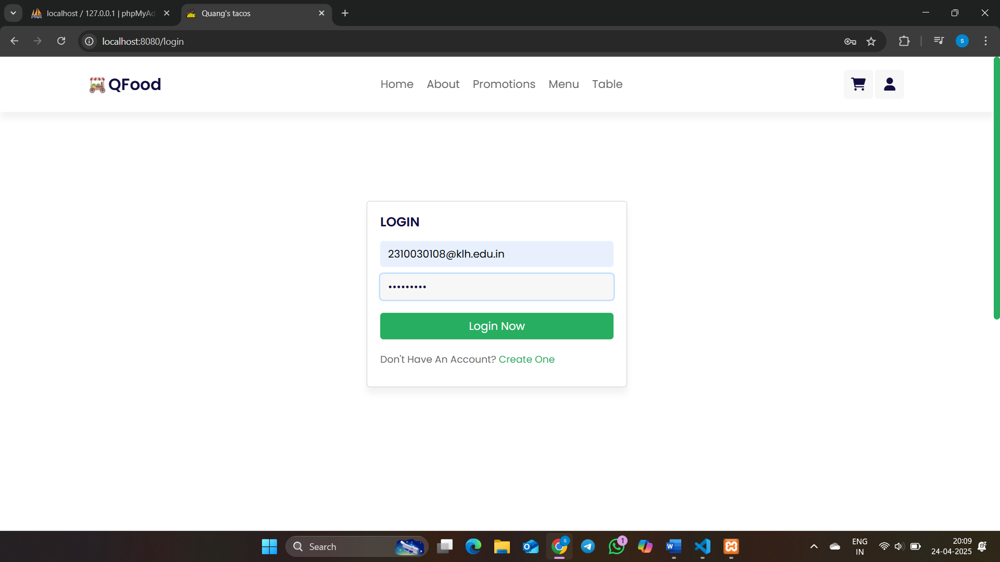 localhost / 127.0.0.1 | phpMyAd
Quang's tacos
localhost:8080/login
S
QFood
Home
About
Promotions
Menu
Table
LOGIN
2310030108@klh.edu.in
•••••••••
Login Now
Don't Have An Account? Create One
Search
1
ENG
IN
20:09
24-04-2025